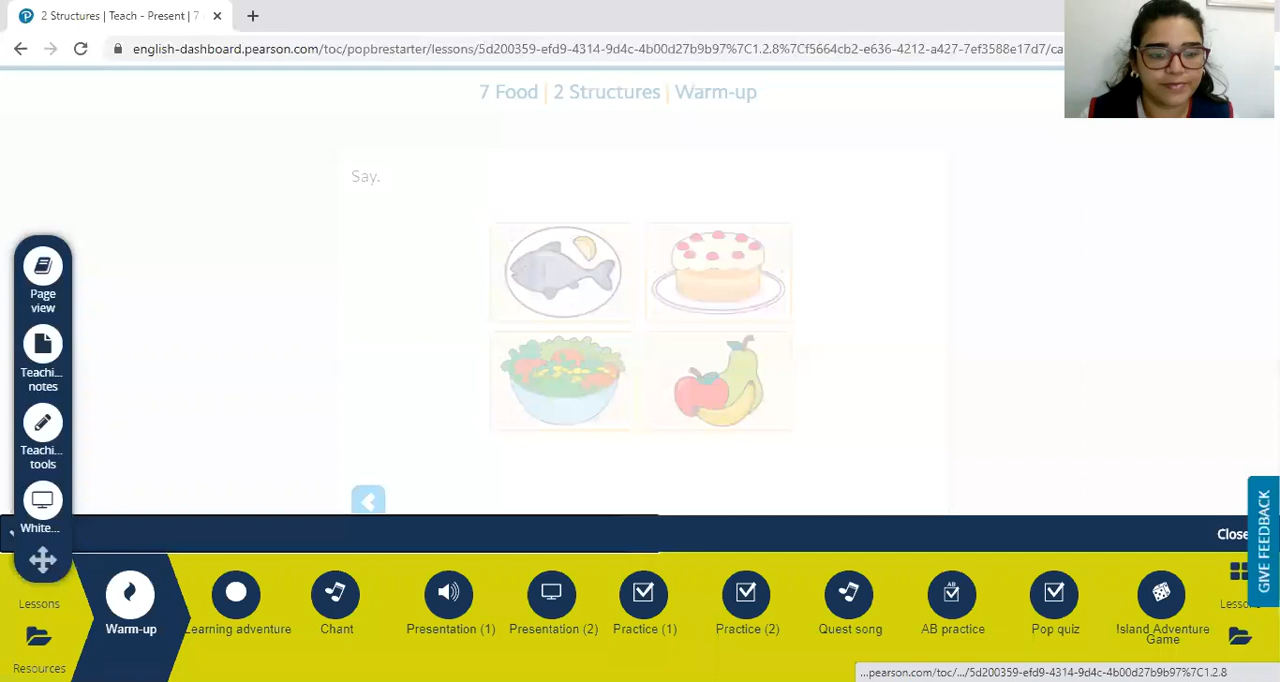 2 Structures | Teach - Present | 7
english-dashboard.pearson.com/toc/popbrestarter/lessons/5d200359-efd9-4314-9d4c-4b00d27b9b97%7C1.2.8%7Cf5664cb2-e636-4212-a427-7ef3588e17d7/ca
7 Food | 2 Structures | Warm-up
Say.
Page view
Teachi... notes
Teachi... tools
White...
Close
GIVE FEEDBACK
Lessons
Resources
Warm-up
Learning adventure
Chant
Presentation (1)
Presentation (2)
Practice (1)
Practice (2)
Quest song
AB
AB practice
Pop quiz
Island Adventure Game
Lesso
...pearson.com/toc/.../5d200359-efd9-4314-9d4c-4b00d27b9b97%7C1.2.8